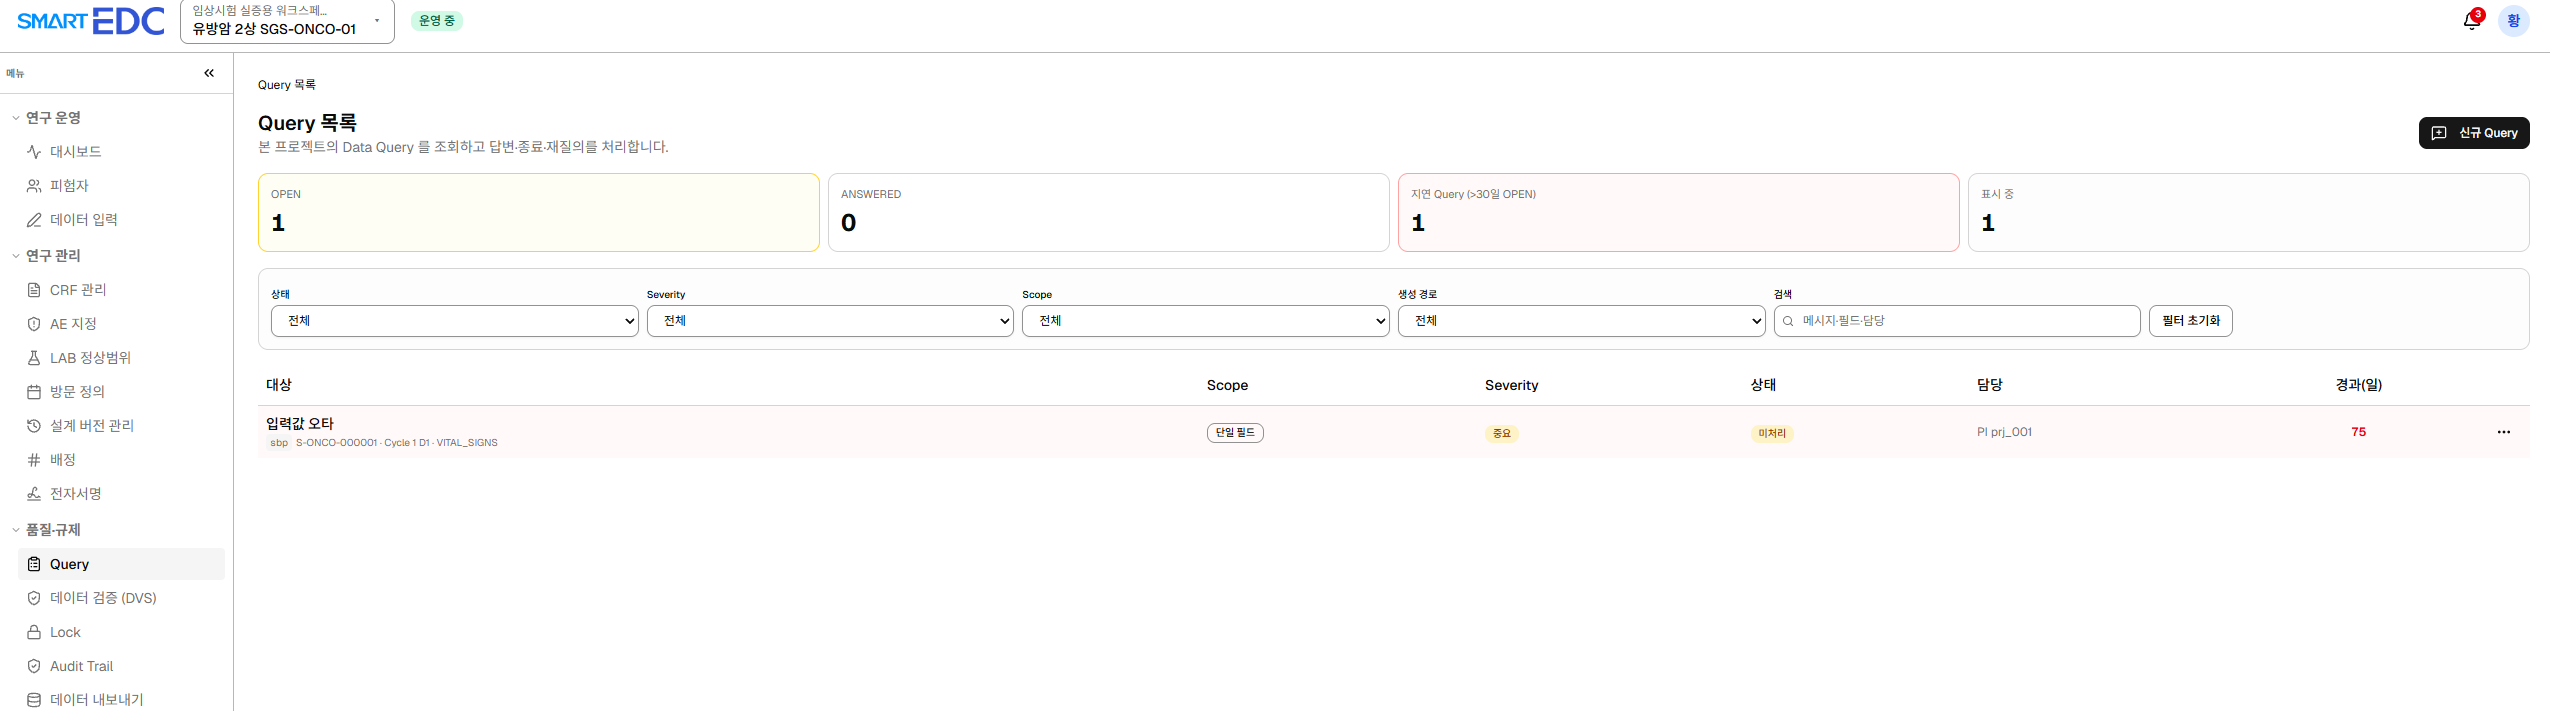 SMART EDC
임상시험 실증용 워크스페...
유방암 2상 SGS-ONCO-01
운영 중
3
황
메뉴
연구 운영
대시보드
피험자
데이터 입력
연구 관리
CRF 관리
AE 지정
LAB 정상범위
방문 정의
설계 버전 관리
배정
전자서명
품질·규제
Query
데이터 검증 (DVS)
Lock
Audit Trail
데이터 내보내기
Query 목록
Query 목록
본 프로젝트의 Data Query 를 조회하고 답변·종료·재질의를 처리합니다.
신규 Query
OPEN
1
ANSWERED
0
지연 Query (>30일 OPEN)
1
표시 중
1
상태
전체
Severity
전체
Scope
전체
생성 경로
전체
검색
메시지·필드·담당
필터 초기화
대상 Scope Severity 상태 담당 경과(일)
입력값 오타
sbp S-ONCO-000001 · Cycle 1 D1 · VITAL_SIGNS
단일 필드
중요
미처리
PI prj_001
75